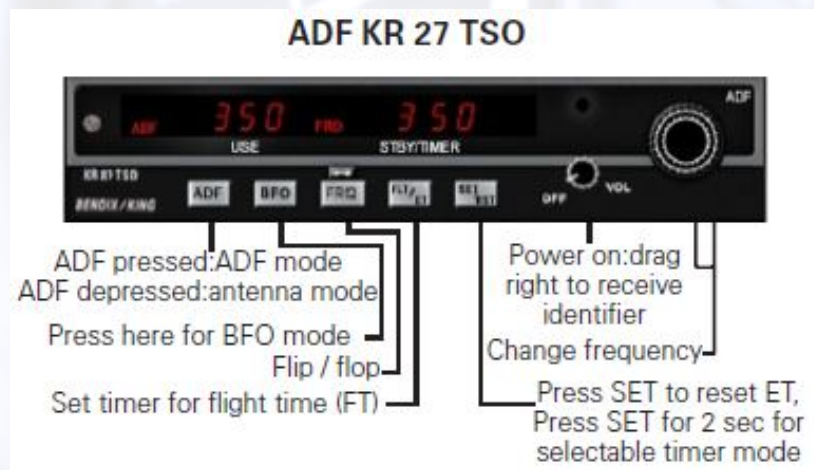 ADF KR 27 TSO
ADF
ADF 350 FRQ 350
USE STBY/TIMER
KR 87 TSO
BENDIX/KING
ADF BFO FRQ FLT/ET SET/RST
OFF VOL
ADF pressed:ADF mode
ADF depressed:antenna mode
Press here for BFO mode
Flip / flop
Set timer for flight time (FT)
Power on:drag
right to receive
identifier
Change frequency
Press SET to reset ET,
Press SET for 2 sec for
selectable timer mode